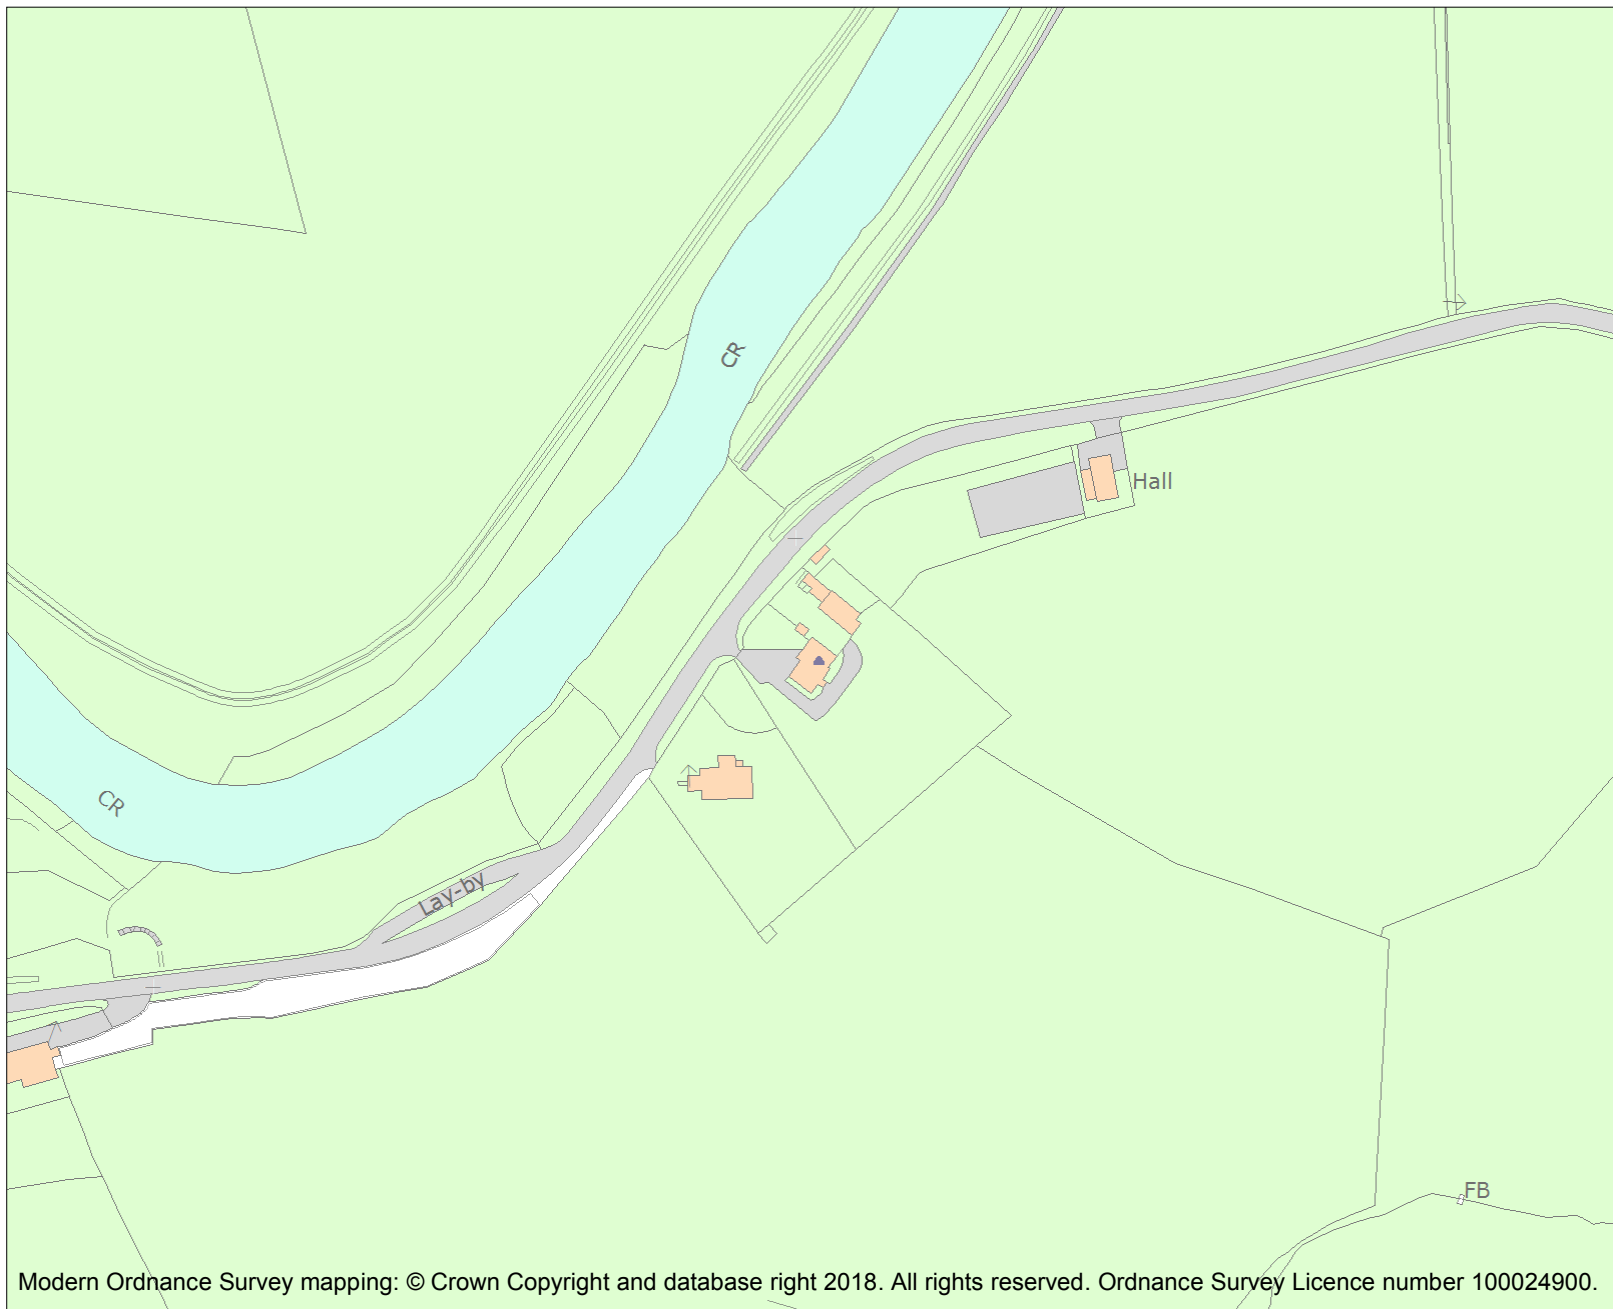 CR
Hall
CR
Lay-by
FB
Modern Ordnance Survey mapping: © Crown Copyright and database right 2018. All rights reserved. Ordnance Survey Licence number 100024900.